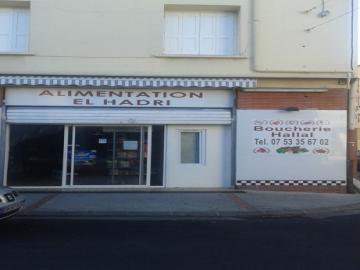 ALIMENTATION
EL HADRI
Boucherie
Hallal
Tel. 07 53 35 67 02